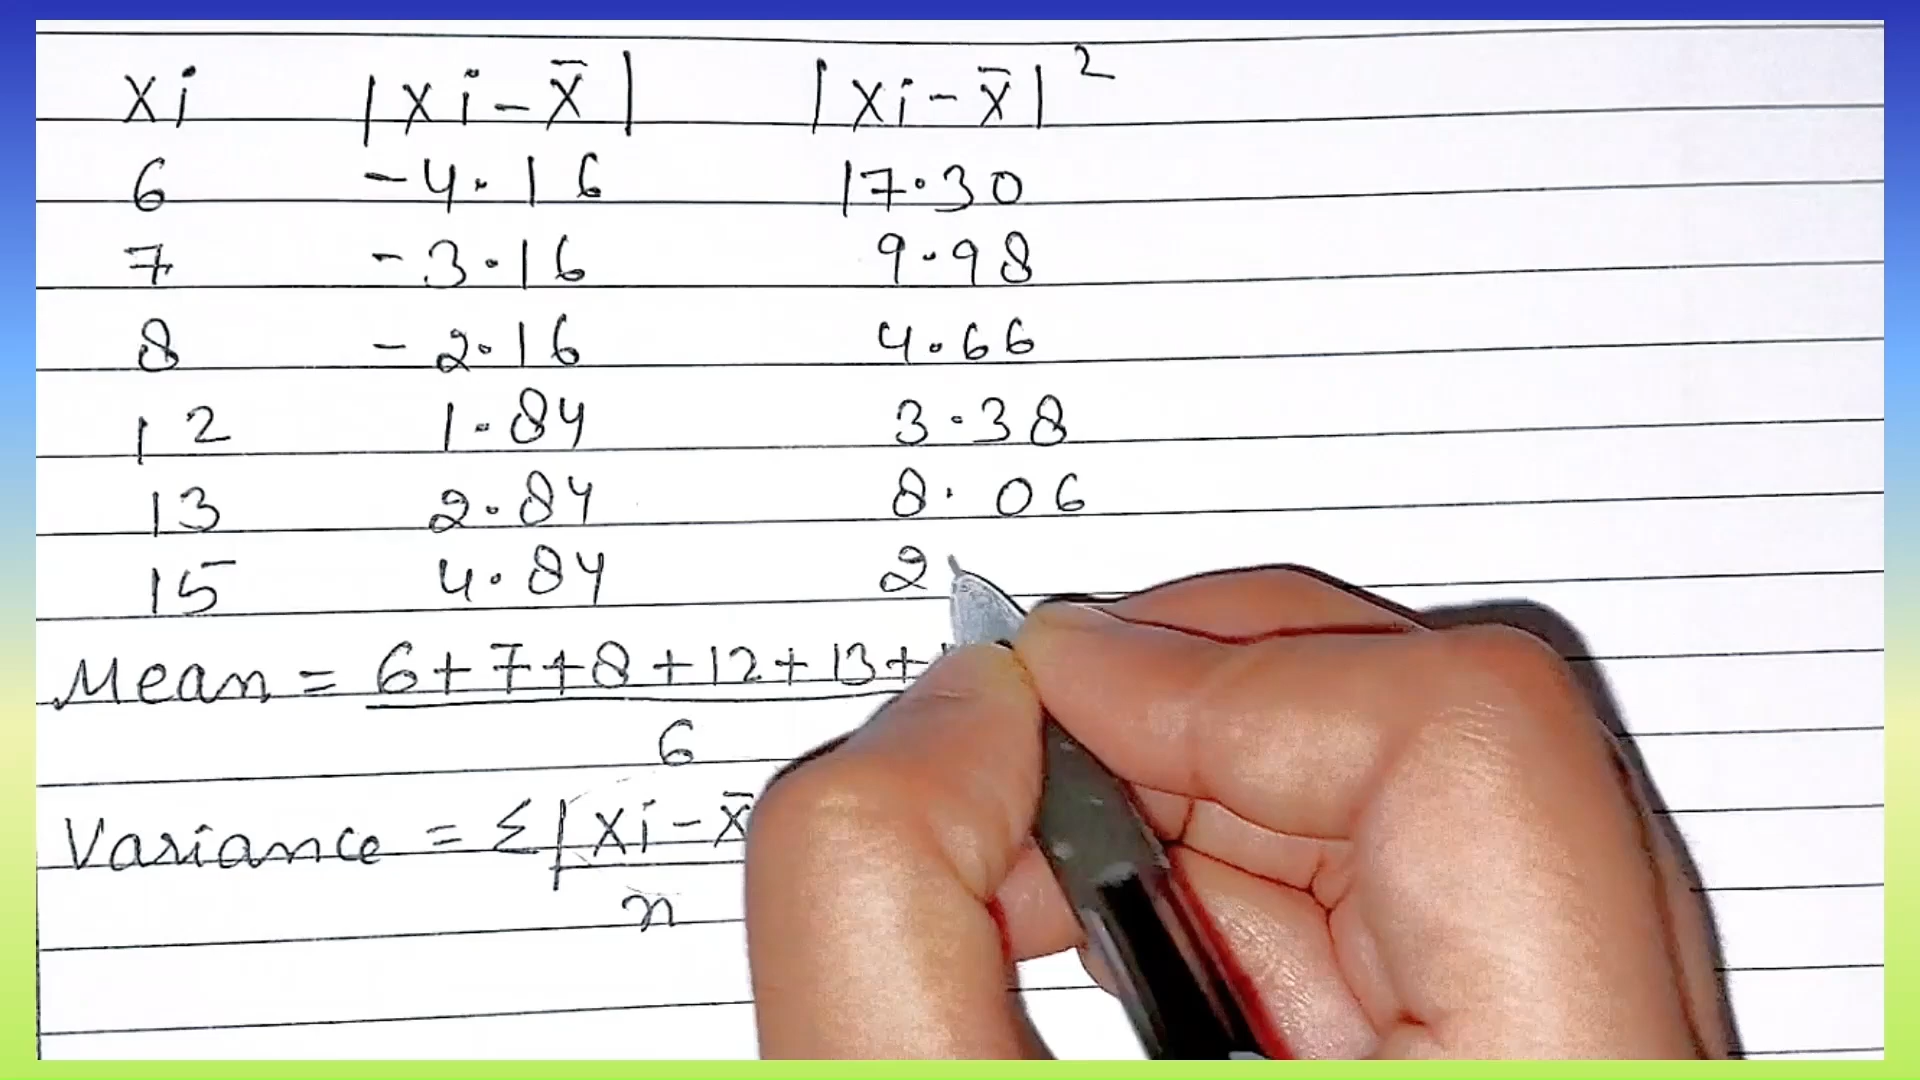 xi |xi-x̄| |xi-x̄|²
6 -4.16 17.30
7 -3.16 9.98
8 -2.16 4.66
12 1.84 3.38
13 2.84 8.06
15 4.84 2
Mean = 6+7+8+12+13+
6
Variance = Σ|xi-x̄
n